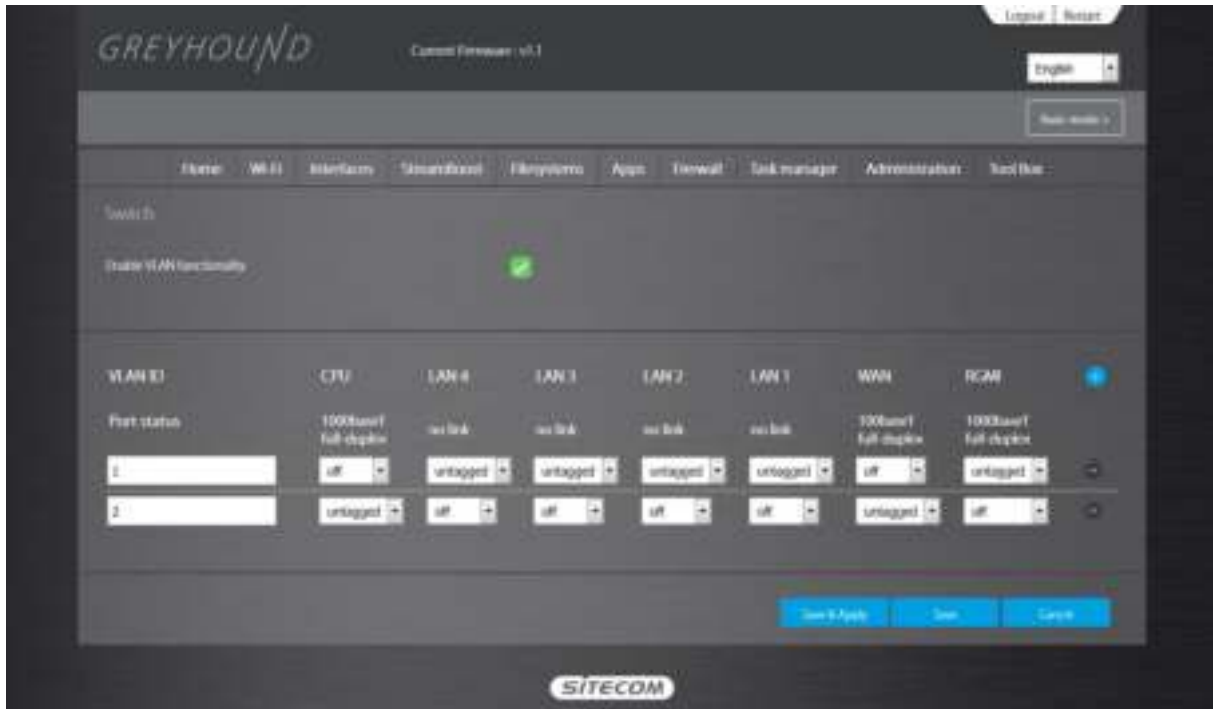 Logout Restart
GREYHOUND
Current Firmware : v1.1
English
Basic mode >
Home Wi-Fi Interfaces Streamboost Filesystems Apps Firewall Task manager Administration Tool Box
Switch
Enable VLAN functionality
VLAN ID CPU LAN 4 LAN 3 LAN 2 LAN 1 WAN RGMII
Port status 1000baseT full-duplex no link no link no link no link 100baseT full-duplex 1000baseT full-duplex
1 off untagged untagged untagged untagged off untagged
2 untagged off off off off untagged off
Save & Apply Save Cancel
SITECOM